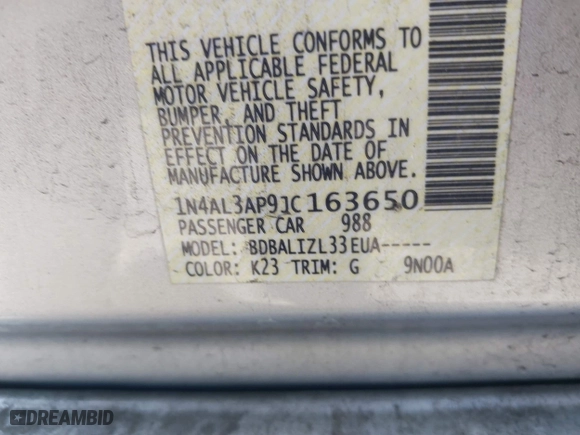 THIS VEHICLE CONFORMS TO
ALL APPLICABLE FEDERAL
MOTOR VEHICLE SAFETY,
BUMPER, AND THEFT
PREVENTION STANDARDS IN
EFFECT ON THE DATE OF
MANUFACTURE SHOWN ABOVE.
1N4AL3AP9JC163650
PASSENGER CAR 988
MODEL: BDBALIZL33EUA-----
COLOR: K23 TRIM: G 9N00A
DREAMBID